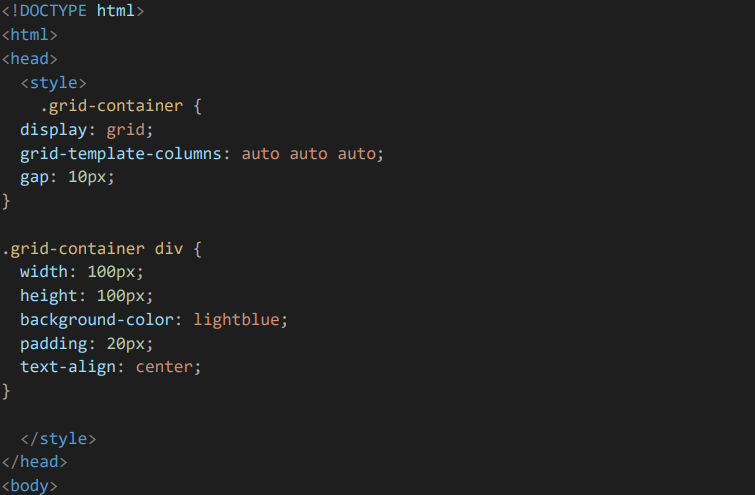 <!DOCTYPE html>
<html>
<head>
  <style>
    .grid-container {
  display: grid;
  grid-template-columns: auto auto auto;
  gap: 10px;
}

.grid-container div {
  width: 100px;
  height: 100px;
  background-color: lightblue;
  padding: 20px;
  text-align: center;
}

  </style>
</head>
<body>